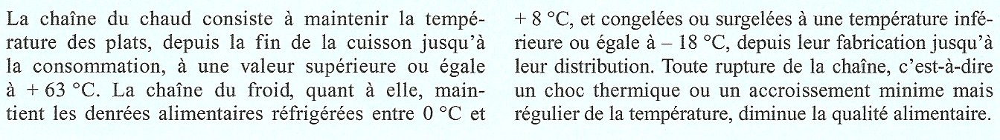 La chaîne du chaud consiste à maintenir la tempé-
rature des plats, depuis la fin de la cuisson jusqu'à
la consommation, à une valeur supérieure ou égale
à + 63 °C. La chaîne du froid, quant à elle, main-
tient les denrées alimentaires réfrigérées entre 0 °C et
+ 8 °C, et congelées ou surgelées à une température infé-
rieure ou égale à – 18 °C, depuis leur fabrication jusqu'à
leur distribution. Toute rupture de la chaîne, c'est-à-dire
un choc thermique ou un accroissement minime mais
régulier de la température, diminue la qualité alimentaire.